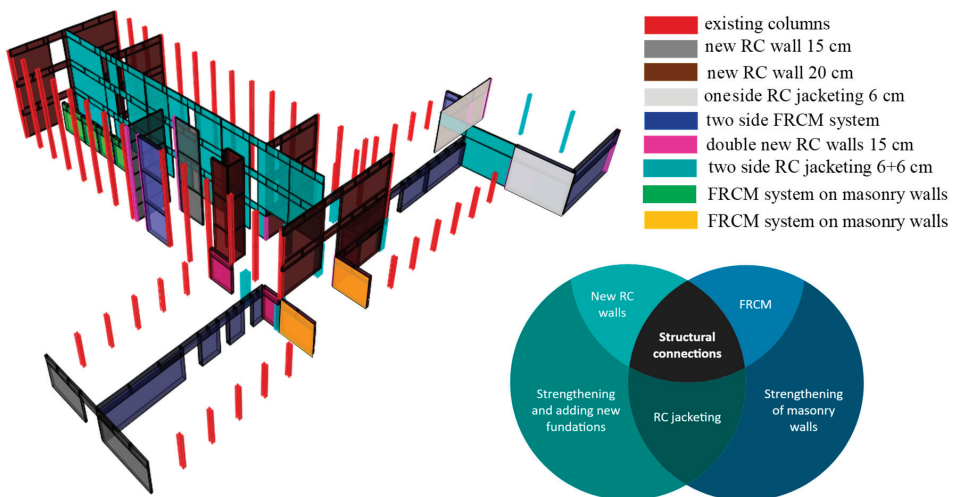 existing columns
new RC wall 15 cm
new RC wall 20 cm
oneside RC jacketing 6 cm
two side FRCM system
double new RC walls 15 cm
two side RC jacketing 6+6 cm
FRCM system on masonry walls
FRCM system on masonry walls
New RC
walls
FRCM
Structural
connections
Strengthening
and adding new
fundations
RC jacketing
Strengthening
of masonry
walls